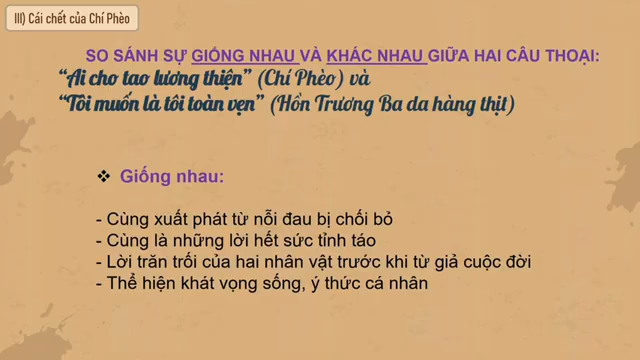 III) Cái chết của Chí Phèo
SO SÁNH SỰ GIỐNG NHAU VÀ KHÁC NHAU GIỮA HAI CÂU THOẠI:
“Ai cho tao lương thiện” (Chí Phèo) và
“Tôi muốn là tôi toàn vẹn” (Hồn Trương Ba da hàng thịt)
❖ Giống nhau:
- Cùng xuất phát từ nỗi đau bị chối bỏ
- Cùng là những lời hết sức tỉnh táo
- Lời trăn trối của hai nhân vật trước khi từ giả cuộc đời
- Thể hiện khát vọng sống, ý thức cá nhân